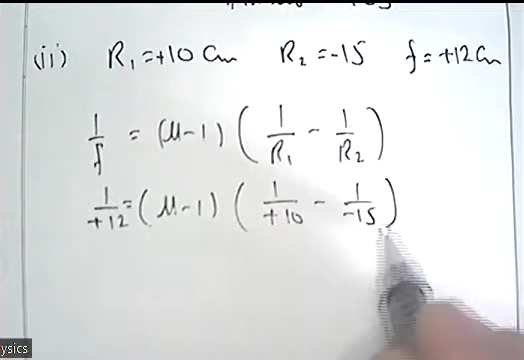 (ii) R₁ = +10 Cm R₂ = -15 f = +12 Cm
1/f = (μ-1) ( 1/R₁ - 1/R₂ )
1/+12 = (μ-1) ( 1/+10 - 1/-15 )
ysics